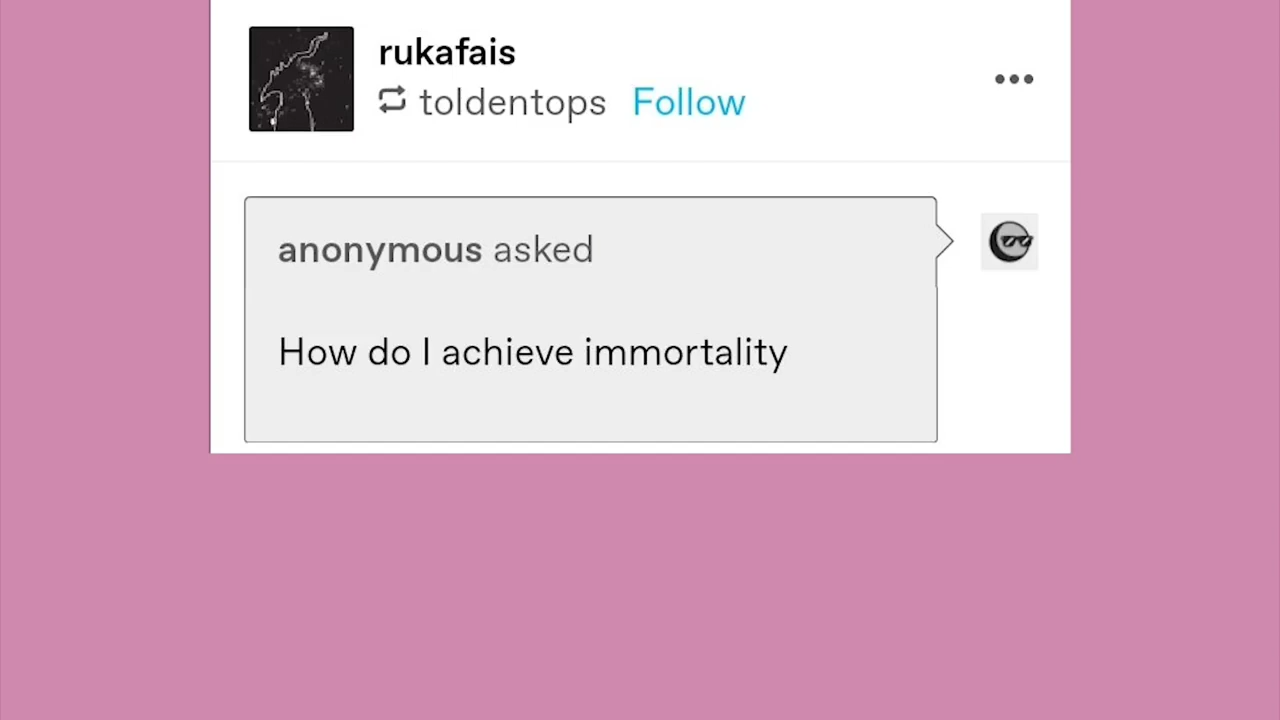 rukafais
toldentops Follow
anonymous asked
How do I achieve immortality